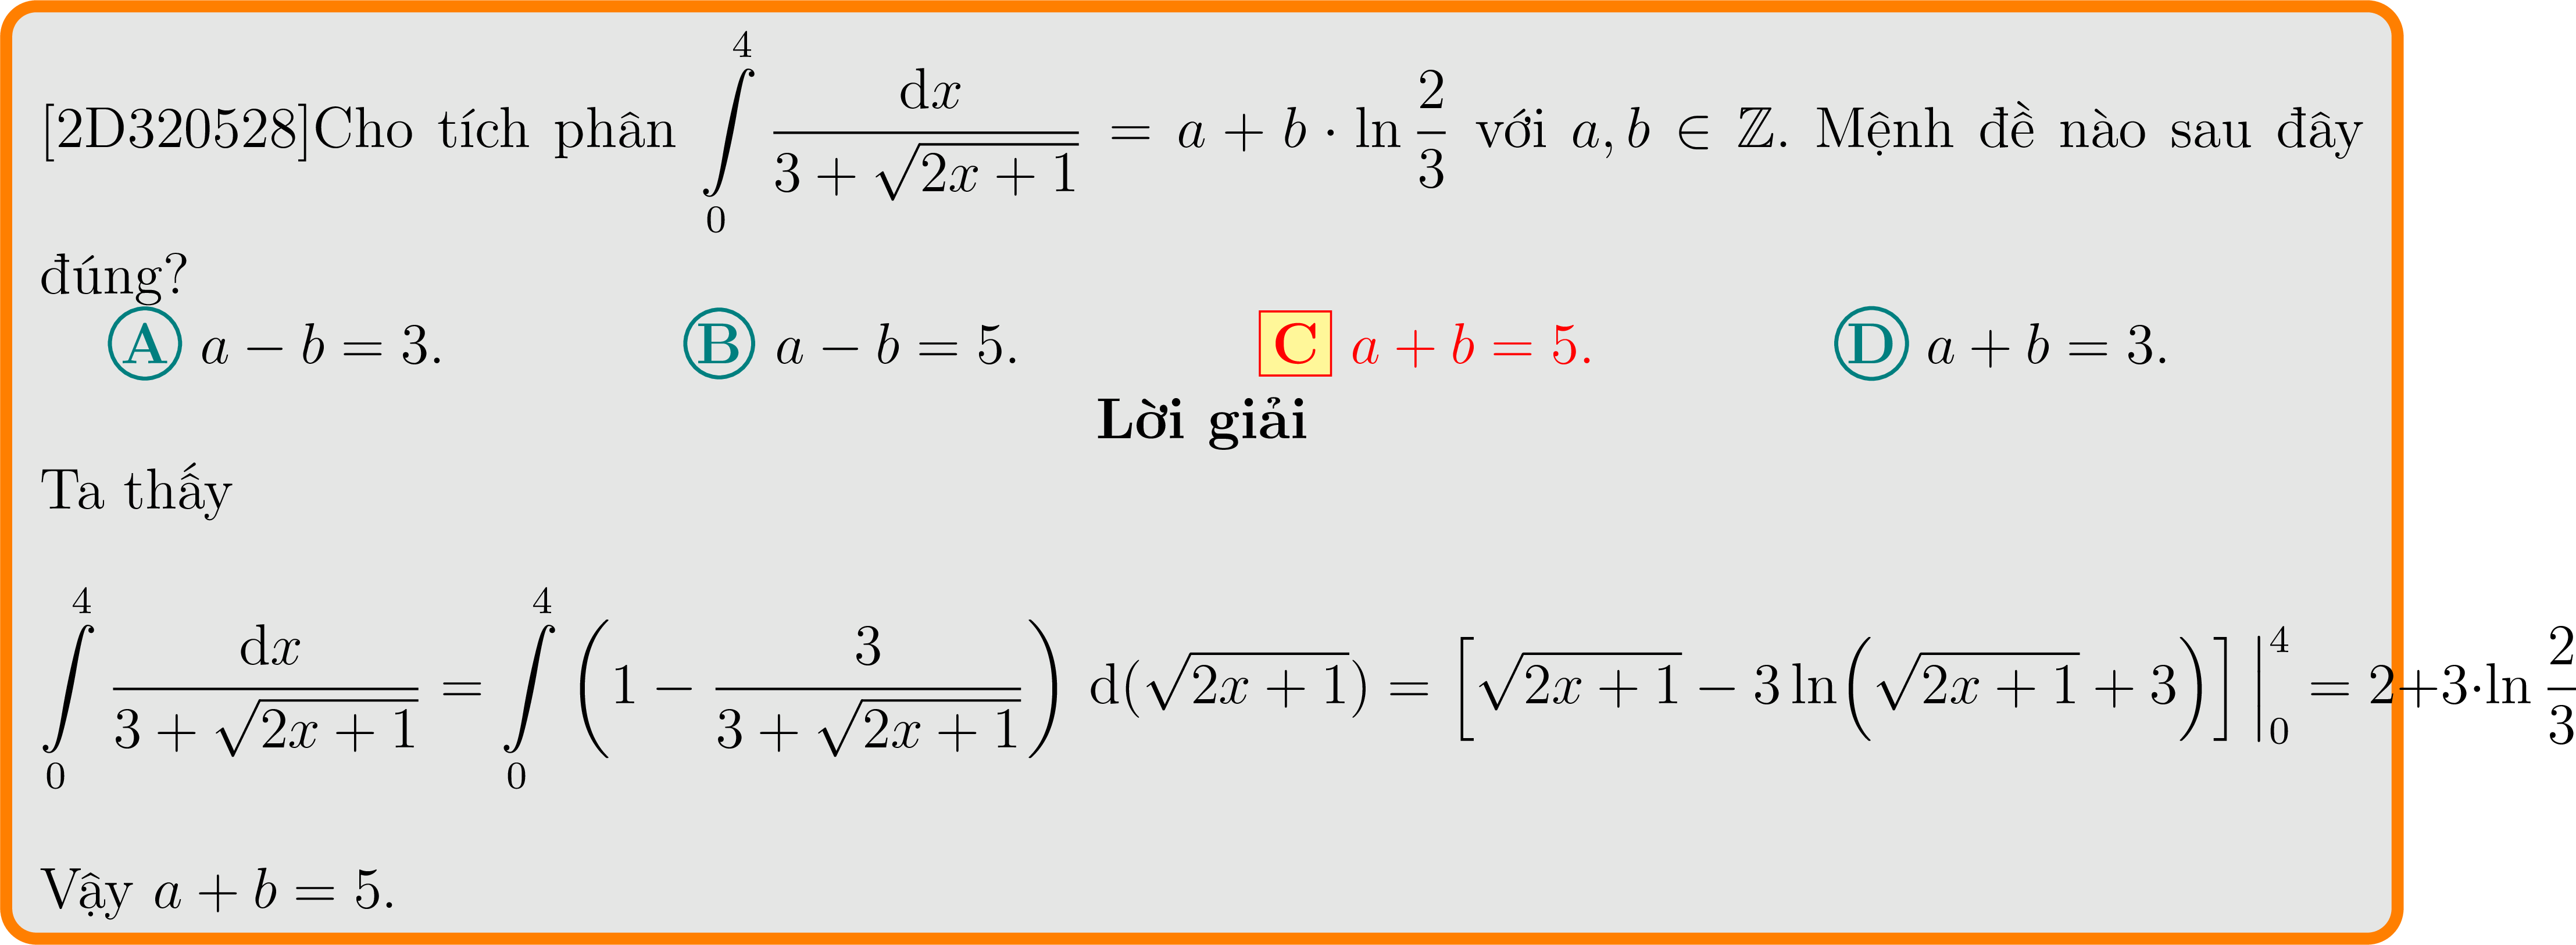 [2D320528]Cho tích phân $\int\limits_0^4 \frac{\mathrm{d}x}{3+\sqrt{2x+1}} = a + b \cdot \ln \frac{2}{3}$ với $a, b \in \mathbb{Z}$. Mệnh đề nào sau đây
đúng?
A a − b = 3. B a − b = 5. C a + b = 5. D a + b = 3.
Lời giải
Ta thấy
$\int\limits_0^4 \frac{\mathrm{d}x}{3+\sqrt{2x+1}} = \int\limits_0^4 \left(1 - \frac{3}{3+\sqrt{2x+1}}\right) \mathrm{d}(\sqrt{2x+1}) = \left[\sqrt{2x+1} - 3\ln\left(\sqrt{2x+1}+3\right)\right]\Big|_0^4 = 2+3\cdot\ln\frac{2}{3}$
Vậy a + b = 5.